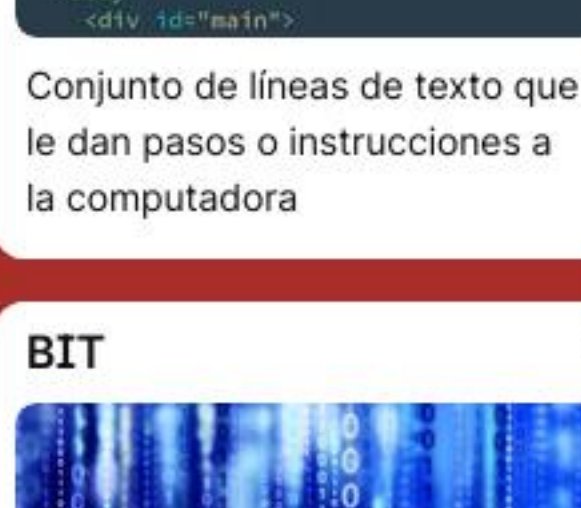 <div id="main">
Conjunto de líneas de texto que
le dan pasos o instrucciones a
la computadora
BIT